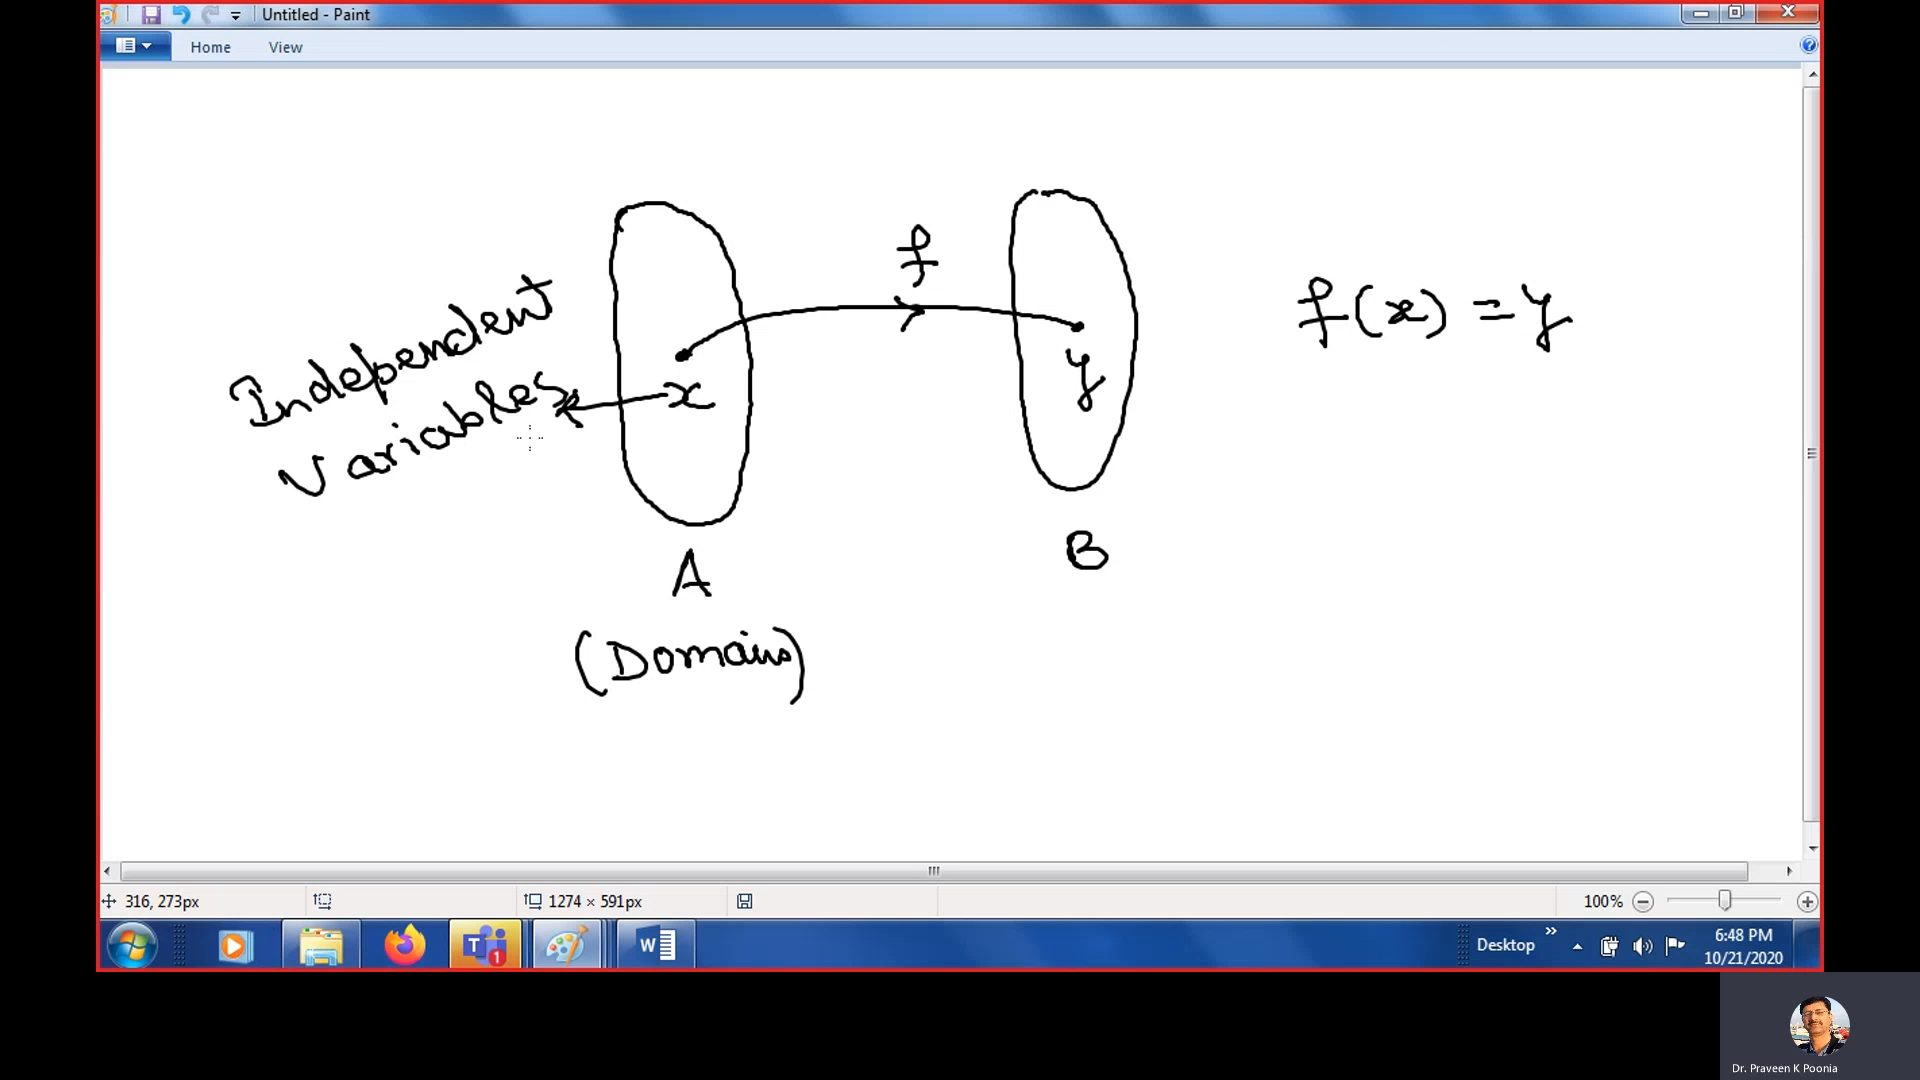 Untitled - Paint
Home View
f
Independent
Variables
x
y
f(x) = y
A
B
(Domain)
316, 273px
1274 × 591px
100%
T 1
W
Desktop
6:48 PM
10/21/2020
Dr. Praveen K Poonia